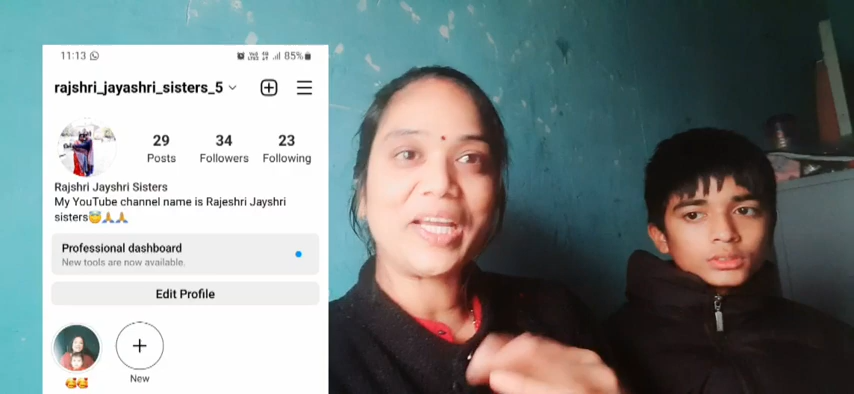 11:13
85%
rajshri_jayashri_sisters_5
29 34 23
Posts Followers Following
Rajshri Jayshri Sisters
My YouTube channel name is Rajeshri Jayshri
sisters😇🙏🙏
Professional dashboard
New tools are now available.
Edit Profile
🥰🥰 New